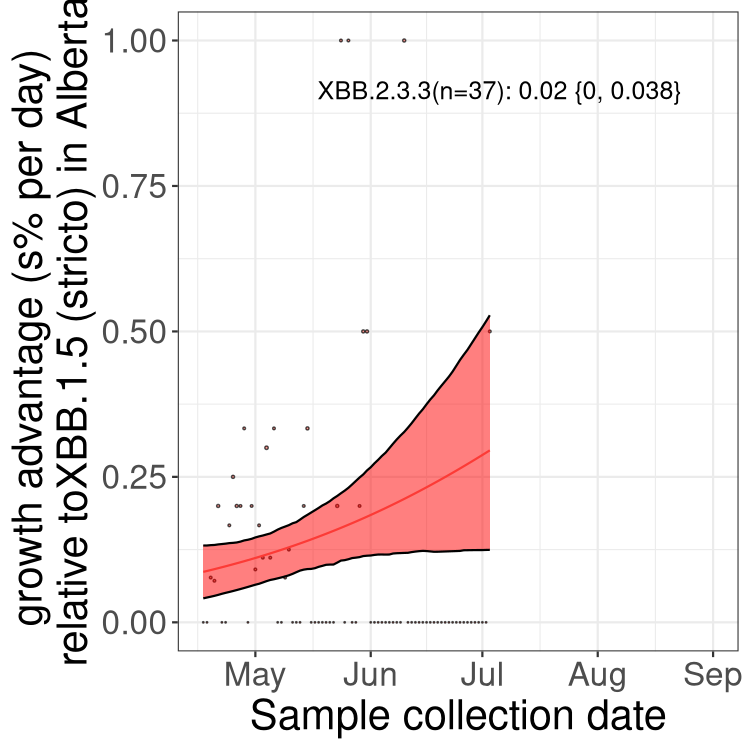 growth advantage (s% per day)
relative toXBB.1.5 (stricto) in Alberta
1.00
0.75
0.50
0.25
0.00
XBB.2.3.3(n=37): 0.02 {0, 0.038}
May Jun Jul Aug Sep
Sample collection date